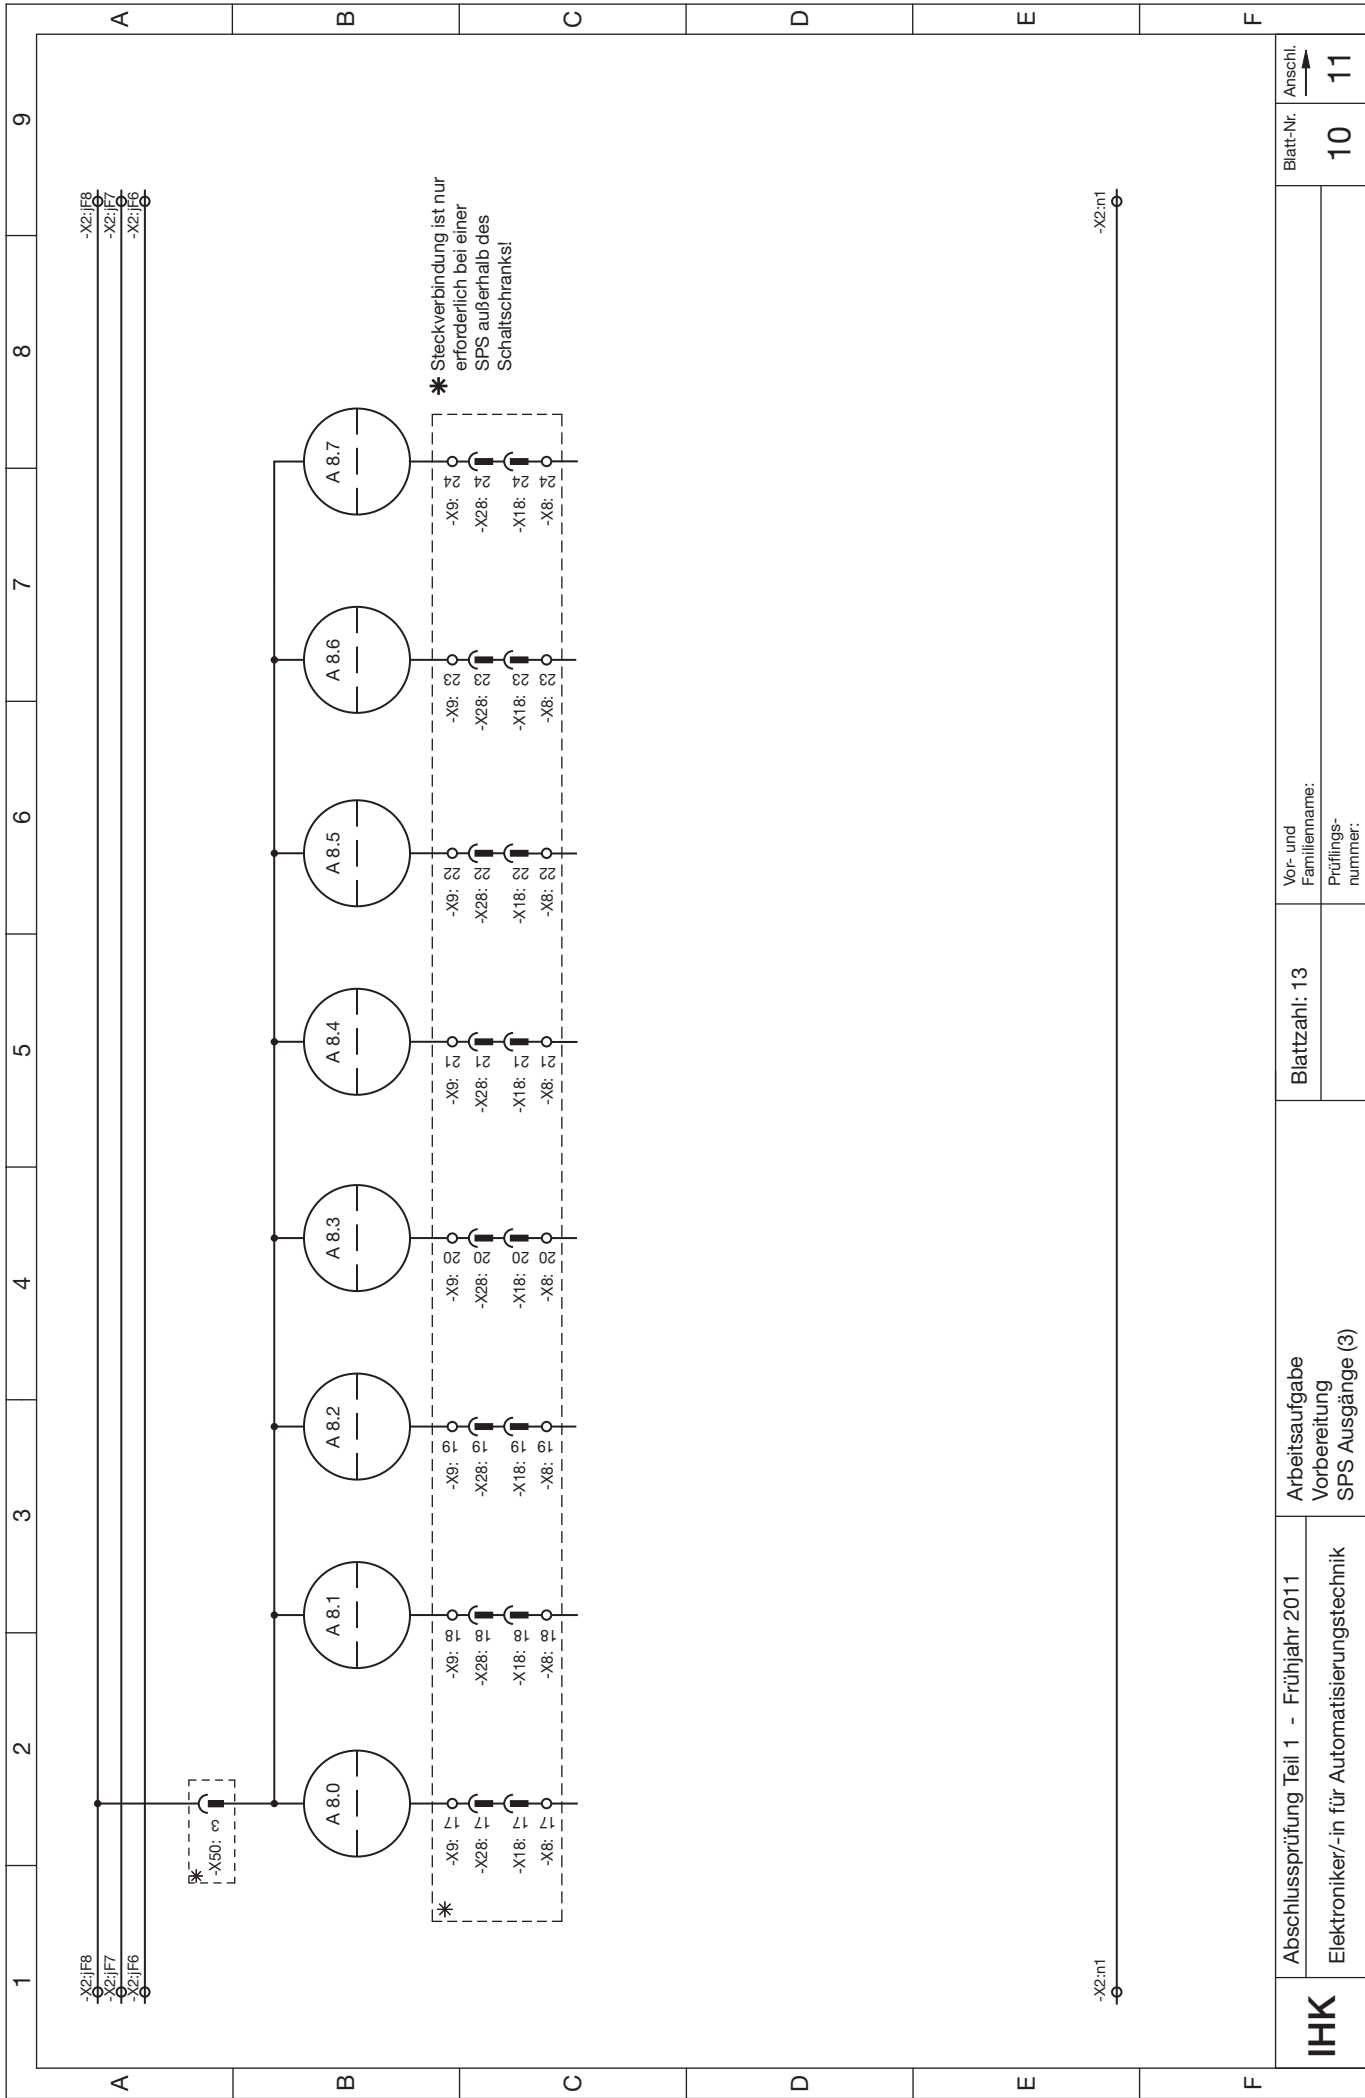 1 2 3 4 5 6 7 8 9
A A
B B
C C
D D
E E
F F
-X2:jF8 -X2:jF8
-X2:jF7 -X2:jF7
-X2:jF6 -X2:jF6
*
-X50: 3
A 8.0 A 8.1 A 8.2 A 8.3 A 8.4 A 8.5 A 8.6 A 8.7
* Steckverbindung ist nur
erforderlich bei einer
SPS außerhalb des
Schaltschranks!
*
-X9: 17 -X9: 18 -X9: 19 -X9: 20 -X9: 21 -X9: 22 -X9: 23 -X9: 24
-X28: 17 -X28: 18 -X28: 19 -X28: 20 -X28: 21 -X28: 22 -X28: 23 -X28: 24
-X18: 17 -X18: 18 -X18: 19 -X18: 20 -X18: 21 -X18: 22 -X18: 23 -X18: 24
-X8: 17 -X8: 18 -X8: 19 -X8: 20 -X8: 21 -X8: 22 -X8: 23 -X8: 24
-X2:n1 -X2:n1
IHK
Abschlussprüfung Teil 1 - Frühjahr 2011
Elektroniker/-in für Automatisierungstechnik
Arbeitsaufgabe
Vorbereitung
SPS Ausgänge (3)
Blattzahl: 13
Vor- und
Familienname:
Prüflings-
nummer:
Blatt-Nr.
10
Anschl.
11